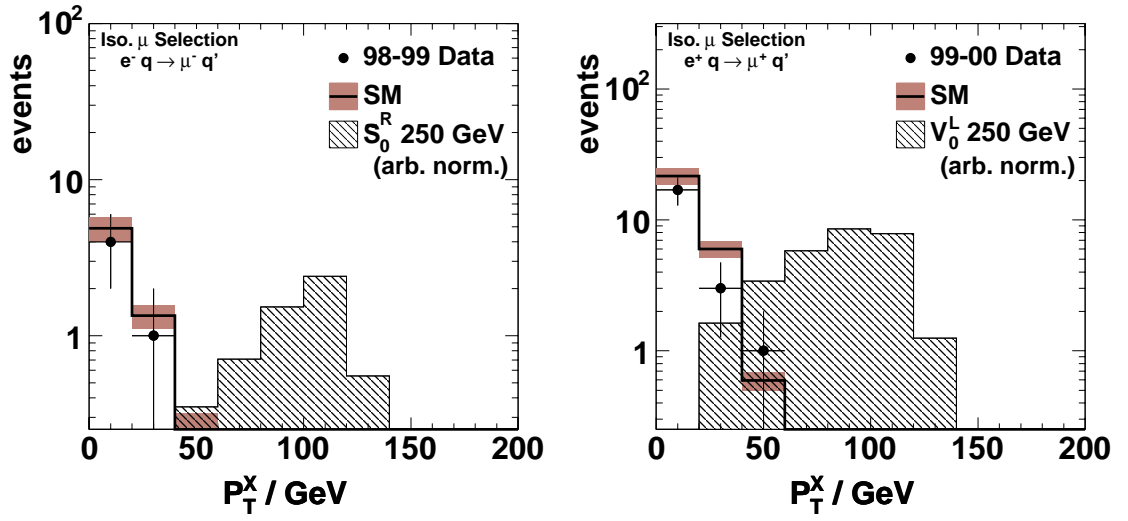 10²
10
1
events
Iso. μ Selection
e⁻ q → μ⁻ q’
98-99 Data
SM
S₀ᴿ 250 GeV
(arb. norm.)
0 50 100 150 200
P_T^X / GeV
10²
10
1
events
Iso. μ Selection
e⁺ q → μ⁺ q’
99-00 Data
SM
V₀ᴸ 250 GeV
(arb. norm.)
0 50 100 150 200
P_T^X / GeV